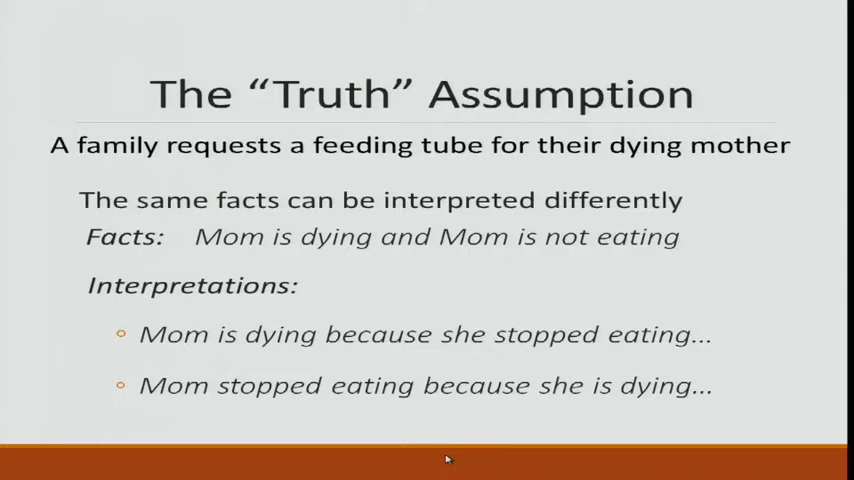 The “Truth” Assumption
A family requests a feeding tube for their dying mother
The same facts can be interpreted differently
Facts: Mom is dying and Mom is not eating
Interpretations:
Mom is dying because she stopped eating...
Mom stopped eating because she is dying...